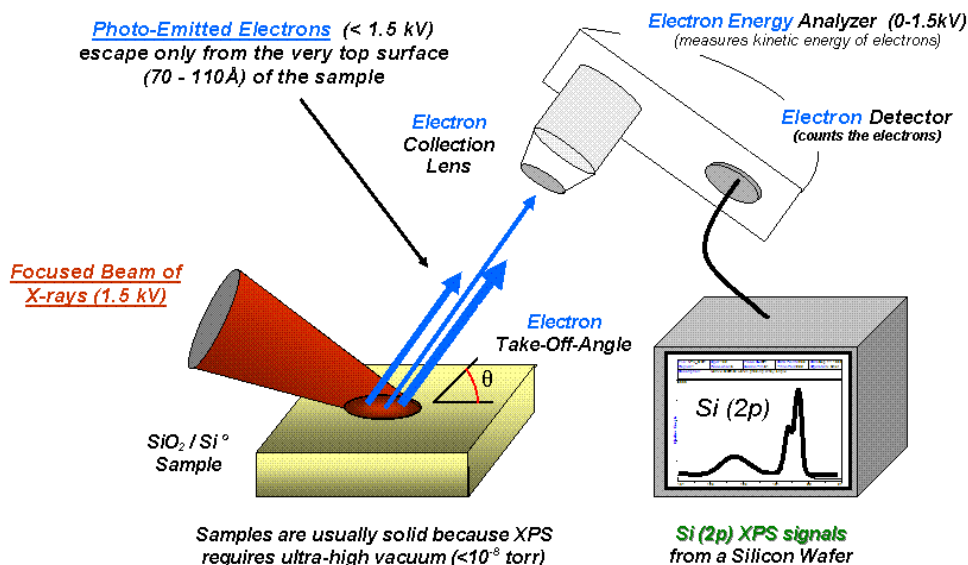 Photo-Emitted Electrons (< 1.5 kV)
escape only from the very top surface
(70 - 110Å) of the sample
Electron Energy Analyzer (0-1.5kV)
(measures kinetic energy of electrons)
Electron Detector
(counts the electrons)
Electron
Collection
Lens
Focused Beam of
X-rays (1.5 kV)
Electron
Take-Off-Angle
θ
SiO₂ / Si°
Sample
Si (2p)
Samples are usually solid because XPS
requires ultra-high vacuum (<10⁻⁸ torr)
Si (2p) XPS signals
from a Silicon Wafer